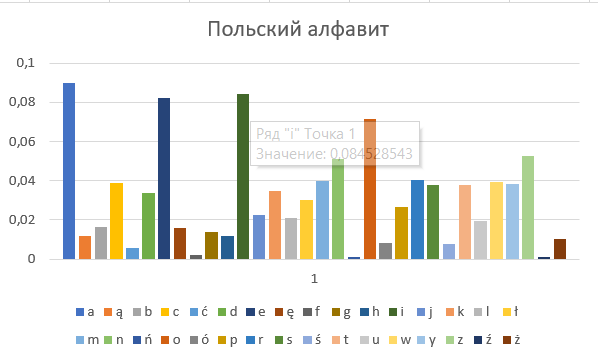 Польский алфавит
0,1
0,08
0,06
0,04
0,02
0
Ряд "i" Точка 1
Значение: 0,084528543
1
a ą b c ć d e ę f g h i j k l ł
m n ń o ó p r s ś t u w y z ź ż